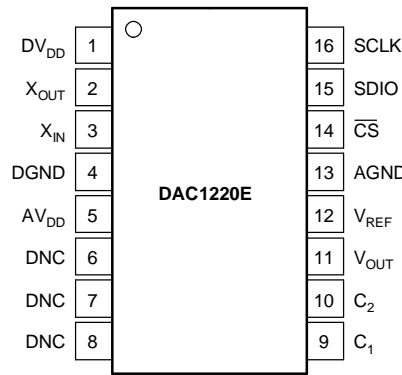 DV_DD 1 16 SCLK
X_OUT 2 15 SDIO
X_IN 3 14 C̅S̅
DGND 4 13 AGND
DAC1220E
AV_DD 5 12 V_REF
DNC 6 11 V_OUT
DNC 7 10 C_2
DNC 8 9 C_1